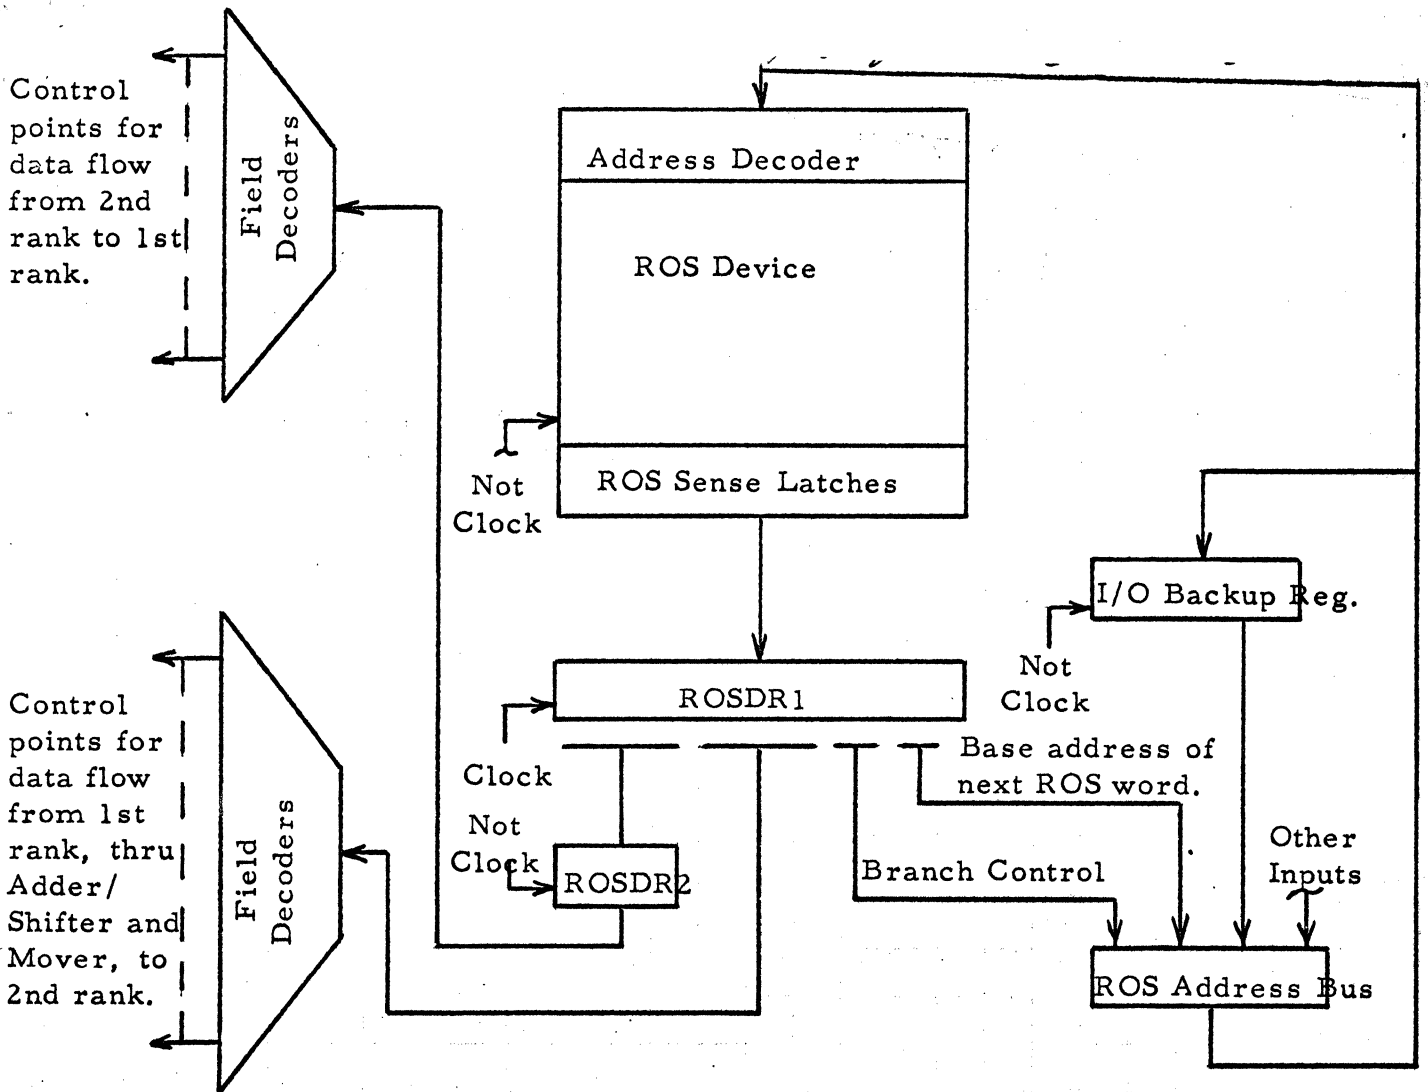 Control
points for
data flow
from 2nd
rank to 1st
rank.
Field
Decoders
Address Decoder
ROS Device
Not
Clock
ROS Sense Latches
I/O Backup Reg.
Not
Clock
ROSDR1
Clock
Base address of
next ROS word.
Control
points for
data flow
from 1st
rank, thru
Adder/
Shifter and
Mover, to
2nd rank.
Field
Decoders
Not
Clock
ROSDR2
Branch Control
Other
Inputs
ROS Address Bus